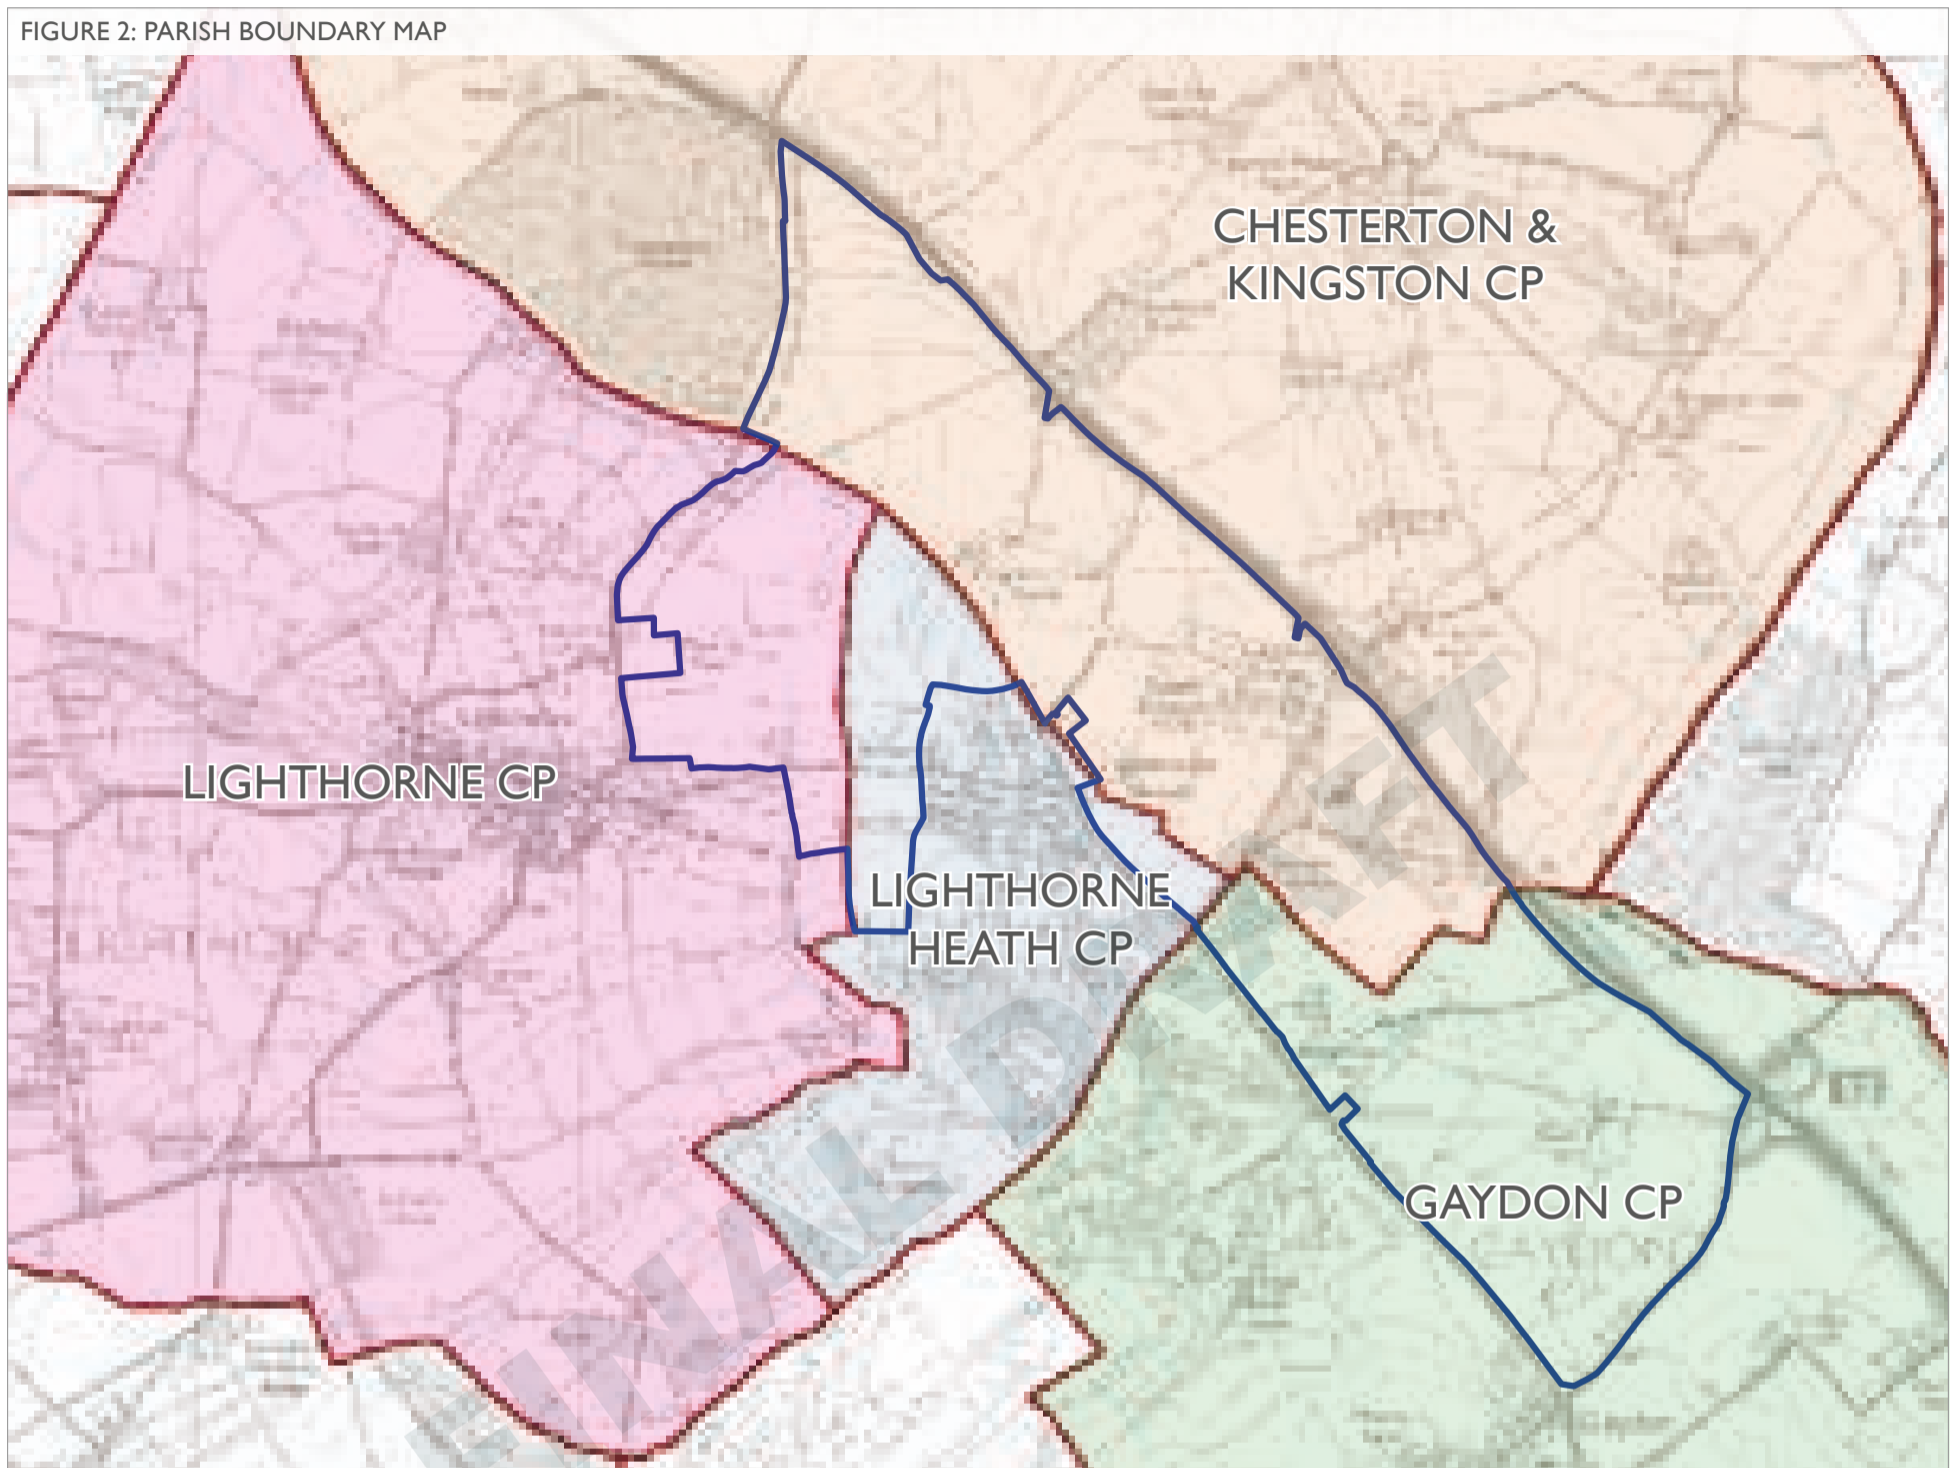 FIGURE 2: PARISH BOUNDARY MAP
CHESTERTON &
KINGSTON CP
LIGHTHORNE CP
LIGHTHORNE
HEATH CP
GAYDON CP
FINAL DRAFT